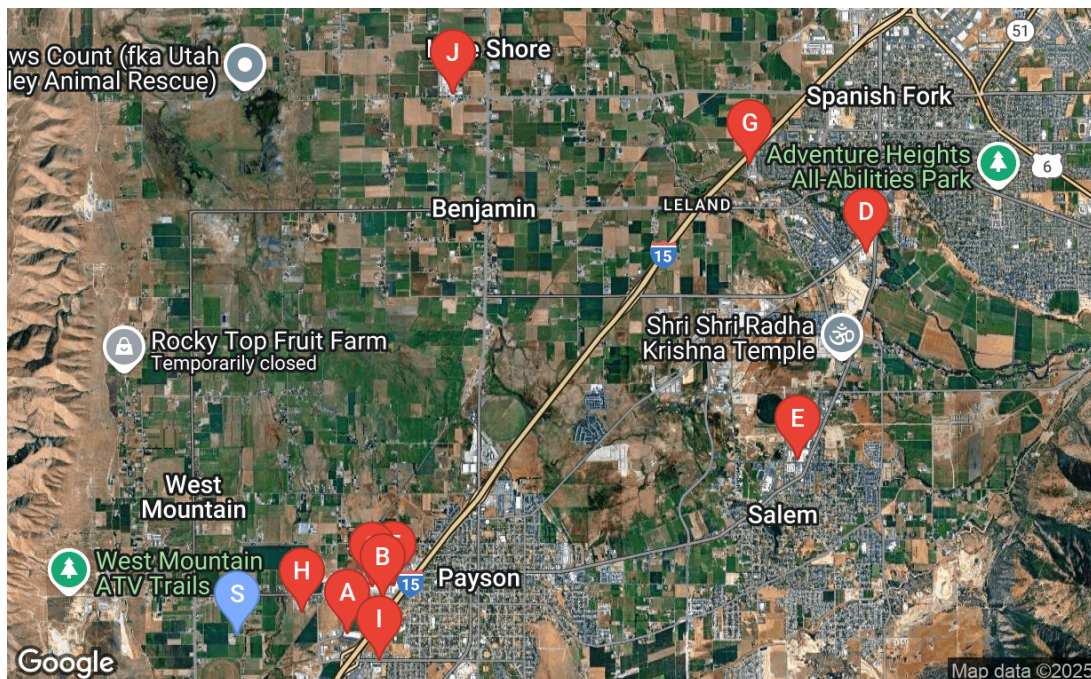 J
Shore
51
ws Count (fka Utah
ley Animal Rescue)
Spanish Fork
G
Adventure Heights
All-Abilities Park
6
Benjamin
LELAND
D
15
Shri Shri Radha
Krishna Temple
ॐ
Rocky Top Fruit Farm
Temporarily closed
E
West
Mountain
Salem
B
West Mountain
ATV Trails
H
15
Payson
S
A
I
Google
Map data ©2025